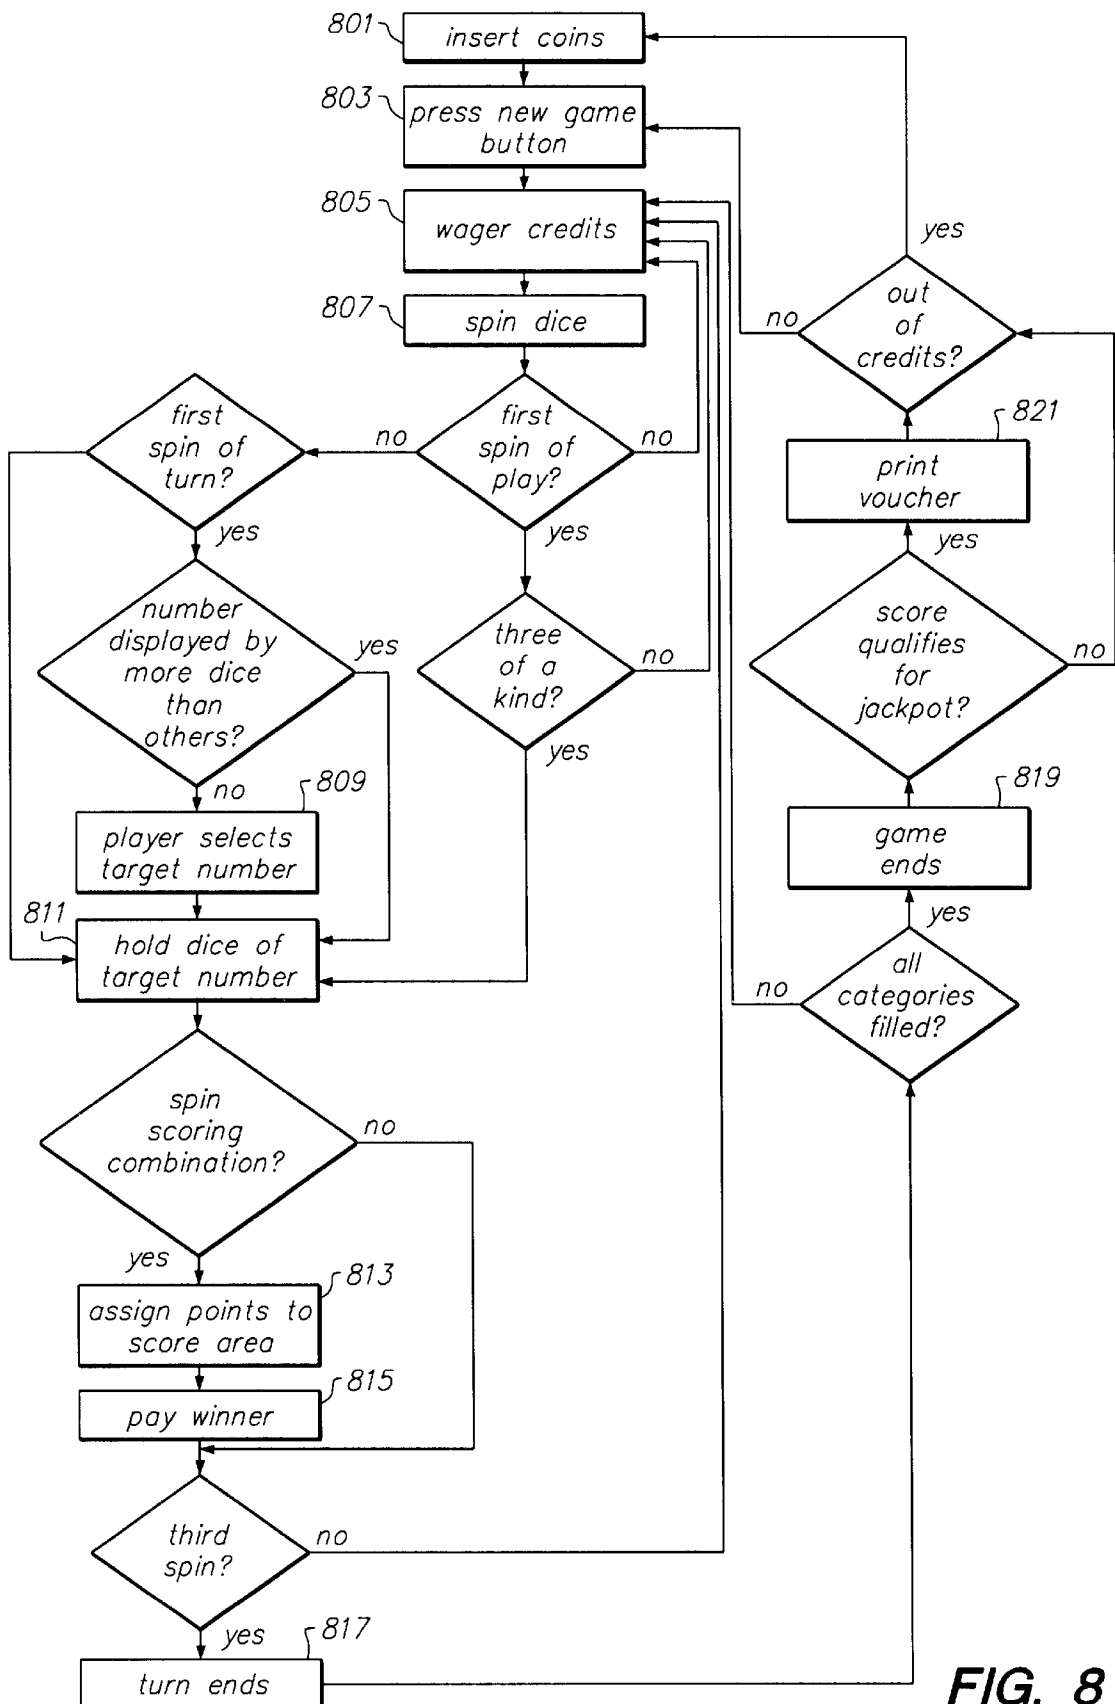 801
insert coins
803
press new game
button
805
wager credits
807
spin dice
first
spin of
play?
no
no
yes
first
spin of
turn?
yes
three
of a
kind?
no
yes
number
displayed by
more dice
than
others?
yes
no
809
player selects
target number
811
hold dice of
target number
spin
scoring
combination?
no
yes
813
assign points to
score area
815
pay winner
third
spin?
no
yes
817
turn ends
all
categories
filled?
no
yes
819
game
ends
score
qualifies
for
jackpot?
no
yes
821
print
voucher
out
of
credits?
no
yes
FIG. 8